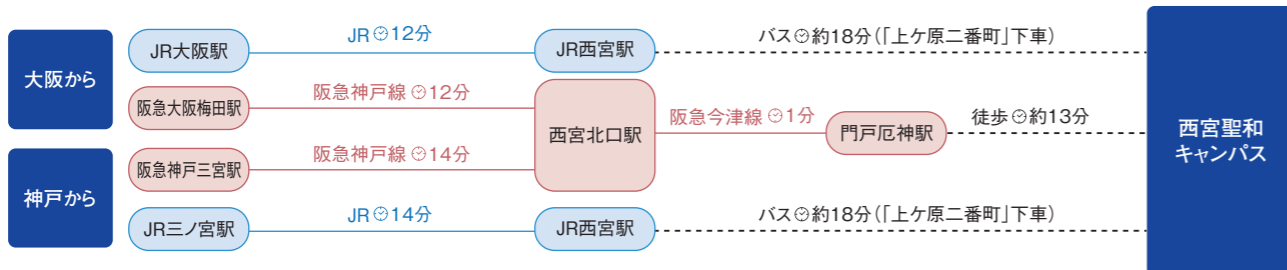 大阪から
JR大阪駅
JR 12分
JR西宮駅
バス 約18分(「上ケ原二番町」下車)
阪急大阪梅田駅
阪急神戸線 12分
西宮北口駅
阪急今津線 1分
門戸厄神駅
徒歩 約13分
西宮聖和
キャンパス
神戸から
阪急神戸三宮駅
阪急神戸線 14分
JR三ノ宮駅
JR 14分
JR西宮駅
バス 約18分(「上ケ原二番町」下車)